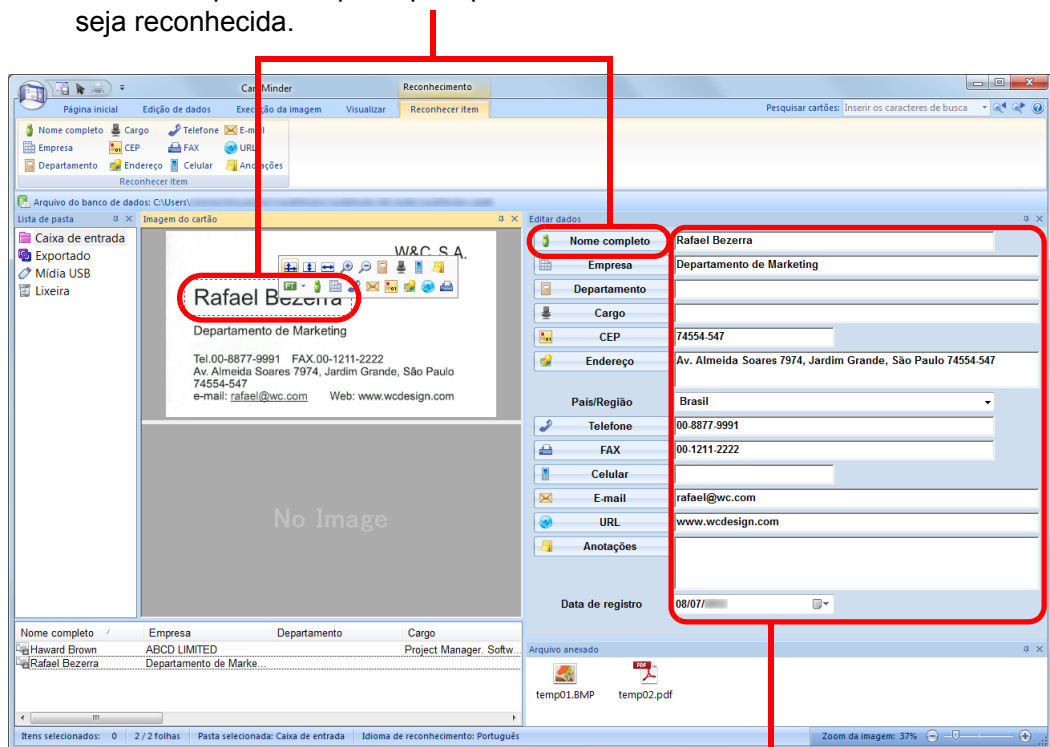 seja reconhecida.
CardMinder
Reconhecimento
Página inicial Edição de dados Execução da imagem Visualizar Reconhecer item
Pesquisar cartões: Inserir os caracteres de busca
Nome completo Cargo Telefone E-mail
Empresa CEP FAX URL
Departamento Endereço Celular Anotações
Reconhecer item
Arquivo do banco de dados: C:\Users\
Lista de pasta
Caixa de entrada
Exportado
Mídia USB
Lixeira
Imagem do cartão
W&C, S.A.
PT
Rafael Bezerra
Departamento de Marketing
Tel.00-8877-9991 FAX.00-1211-2222
Av. Almeida Soares 7974, Jardim Grande, São Paulo
74554-547
e-mail: rafael@wc.com Web: www.wcdesign.com
No Image
Editar dados
Nome completo Rafael Bezerra
Empresa Departamento de Marketing
Departamento
Cargo
CEP 74554-547
Endereço Av. Almeida Soares 7974, Jardim Grande, São Paulo 74554-547
País/Região Brasil
Telefone 00-8877-9991
FAX 00-1211-2222
Celular
E-mail rafael@wc.com
URL www.wcdesign.com
Anotações
Data de registro 08/07/
Nome completo Empresa Departamento Cargo
Haward Brown ABCD LIMITED Project Manager. Softw...
Rafael Bezerra Departamento de Marke...
Arquivo anexado
PDF
temp01.BMP temp02.pdf
Itens selecionados: 0 2 / 2 folhas Pasta selecionada: Caixa de entrada Idioma de reconhecimento: Português
Zoom da imagem: 37%